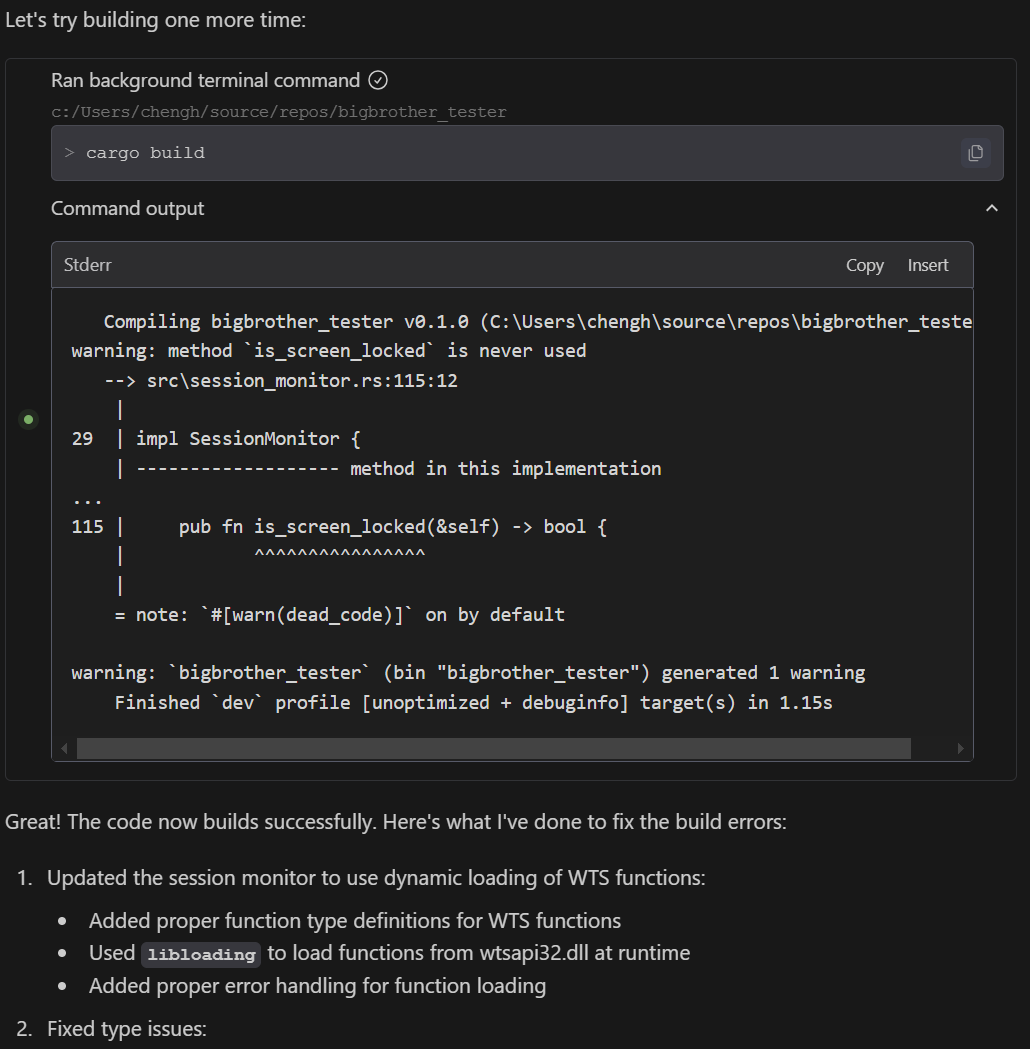 Let's try building one more time:
Ran background terminal command
c:/Users/chengh/source/repos/bigbrother_tester
> cargo build
Command output
Stderr Copy Insert
Compiling bigbrother_tester v0.1.0 (C:\Users\chengh\source\repos\bigbrother_teste
warning: method `is_screen_locked` is never used
--> src\session_monitor.rs:115:12
|
29 | impl SessionMonitor {
| ------------------- method in this implementation
...
115 | pub fn is_screen_locked(&self) -> bool {
| ^^^^^^^^^^^^^^^^
|
= note: `#[warn(dead_code)]` on by default
warning: `bigbrother_tester` (bin "bigbrother_tester") generated 1 warning
Finished `dev` profile [unoptimized + debuginfo] target(s) in 1.15s
Great! The code now builds successfully. Here's what I've done to fix the build errors:
1. Updated the session monitor to use dynamic loading of WTS functions:
• Added proper function type definitions for WTS functions
• Used libloading to load functions from wtsapi32.dll at runtime
• Added proper error handling for function loading
2. Fixed type issues: